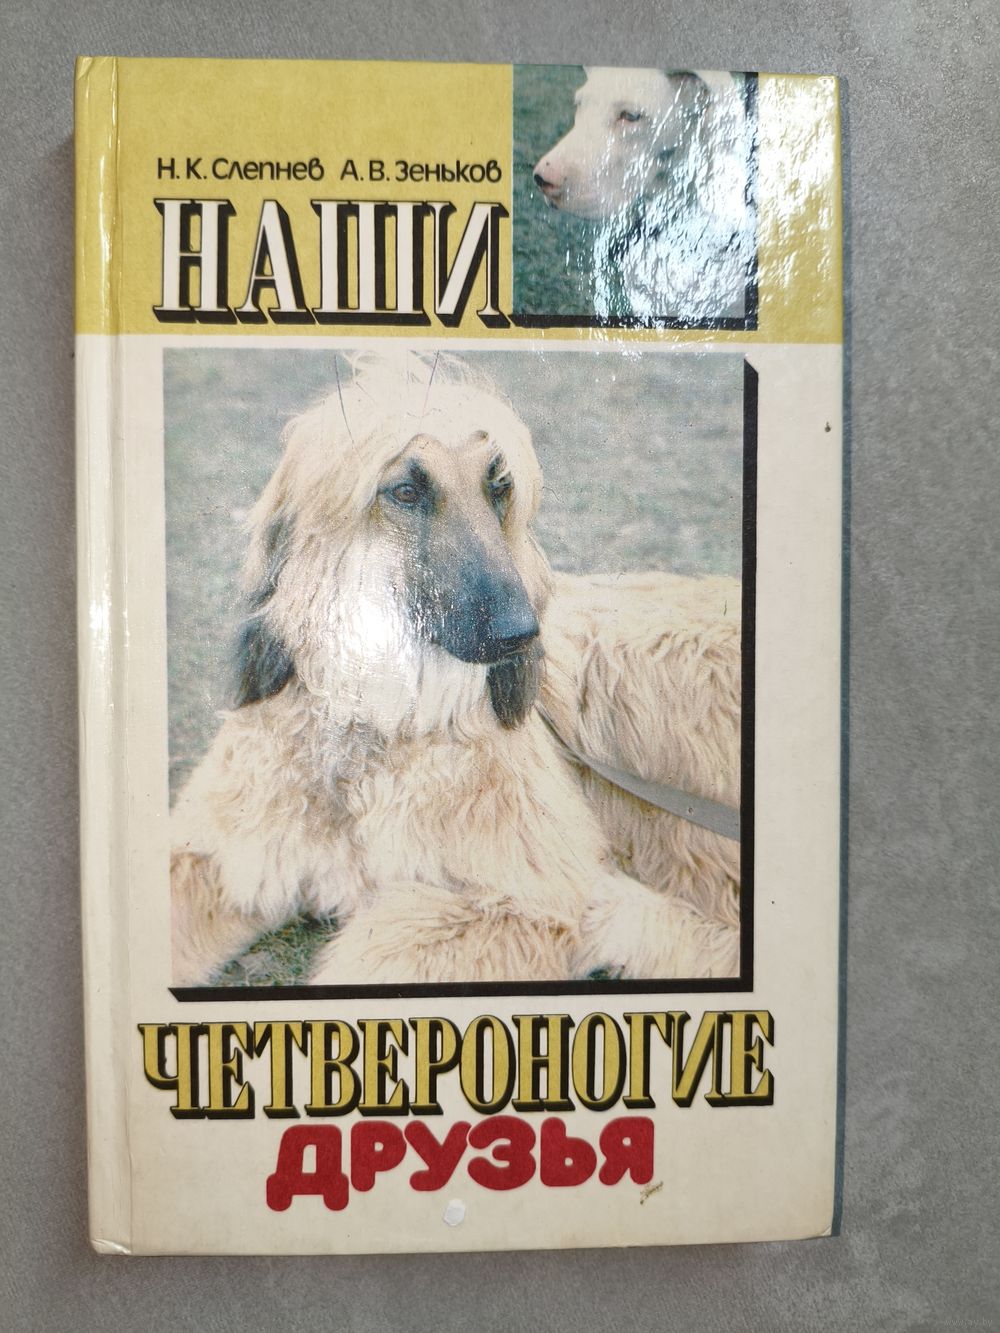 Н.К.Слепнев А.В.Зеньков
НАШИ
ЧЕТВЕРОНОГИЕ
ДРУЗЬЯ